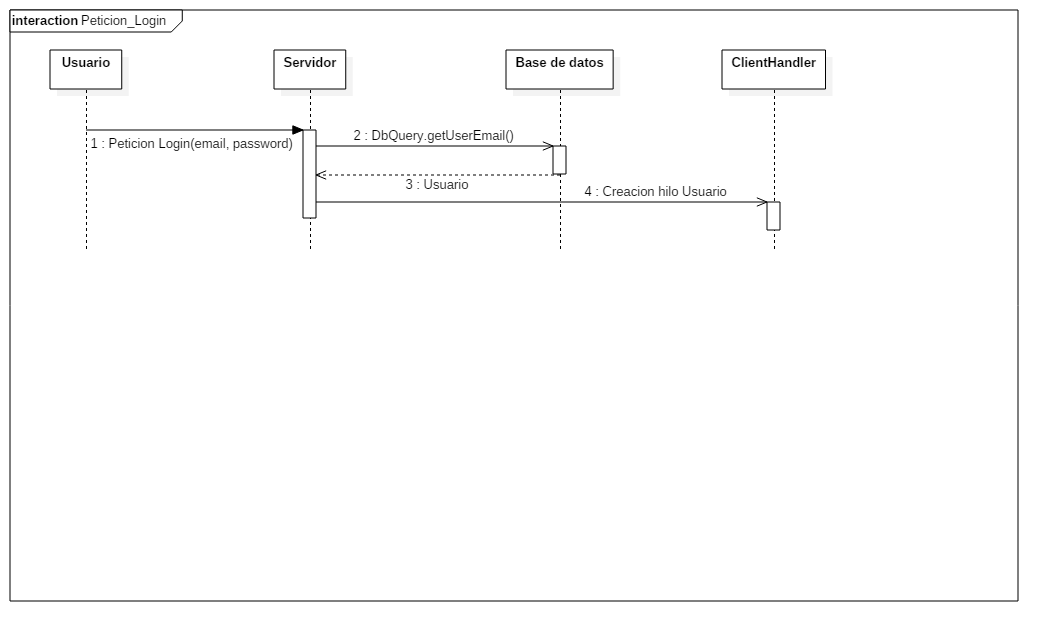 interaction Peticion_Login
Usuario
Servidor
Base de datos
ClientHandler
1 : Peticion Login(email, password)
2 : DbQuery.getUserEmail()
3 : Usuario
4 : Creacion hilo Usuario